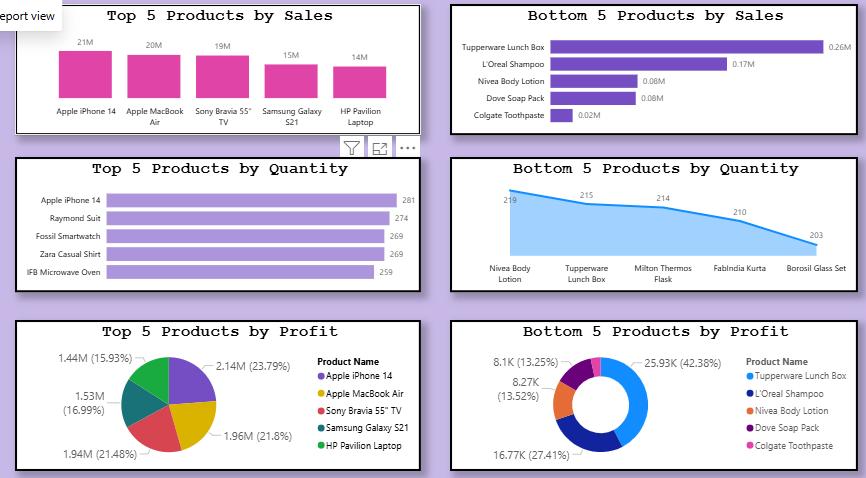 eport view
Top 5 Products by Sales
21M
20M
19M
15M
14M
Apple iPhone 14
Apple MacBook
Air
Sony Bravia 55"
TV
Samsung Galaxy
S21
HP Pavilion
Laptop
Bottom 5 Products by Sales
Tupperware Lunch Box 0.26M
L'Oreal Shampoo 0.17M
Nivea Body Lotion 0.08M
Dove Soap Pack 0.08M
Colgate Toothpaste 0.02M
Top 5 Products by Quantity
Apple iPhone 14 281
Raymond Suit 274
Fossil Smartwatch 269
Zara Casual Shirt 269
IFB Microwave Oven 259
Bottom 5 Products by Quantity
219
215
214
210
203
Nivea Body
Lotion
Tupperware
Lunch Box
Milton Thermos
Flask
FabIndia Kurta
Borosil Glass Set
Top 5 Products by Profit
1.44M (15.93%)
2.14M (23.79%)
1.53M
(16.99%)
1.96M (21.8%)
1.94M (21.48%)
Product Name
Apple iPhone 14
Apple MacBook Air
Sony Bravia 55" TV
Samsung Galaxy S21
HP Pavilion Laptop
Bottom 5 Products by Profit
8.1K (13.25%)
25.93K (42.38%)
8.27K
(13.52%)
16.77K (27.41%)
Product Name
Tupperware Lunch Box
L'Oreal Shampoo
Nivea Body Lotion
Dove Soap Pack
Colgate Toothpaste